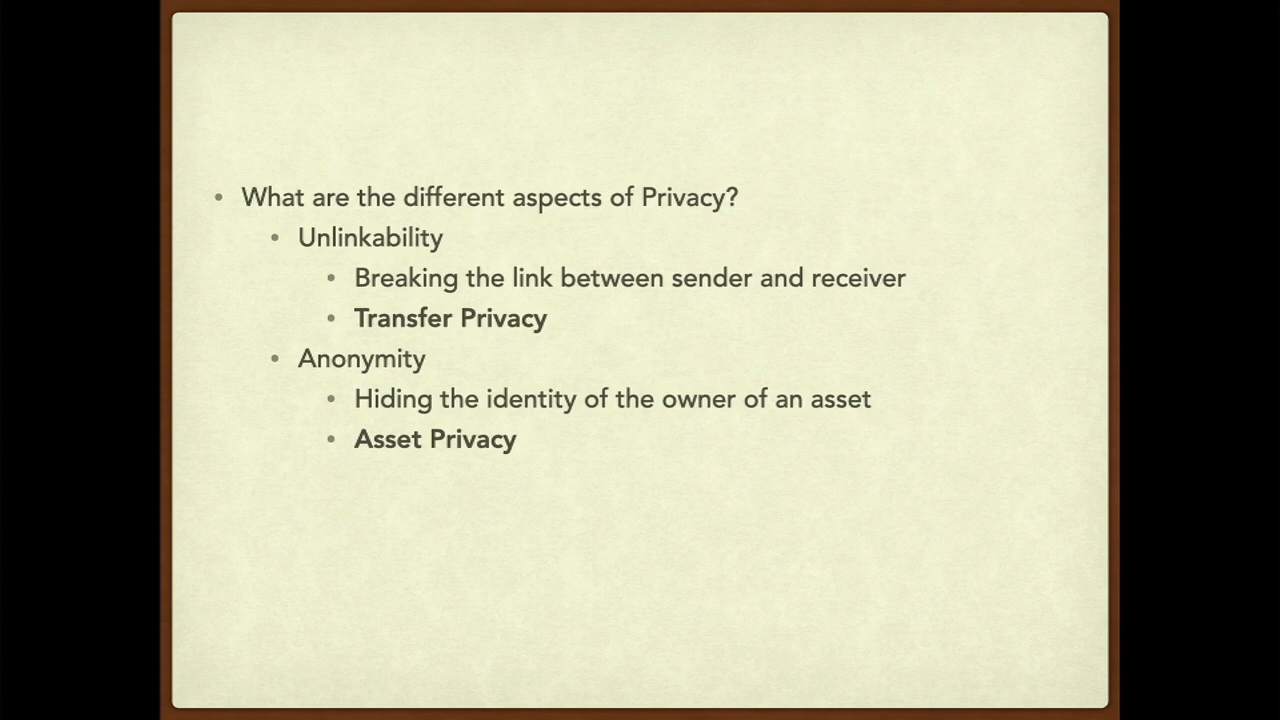 • What are the different aspects of Privacy?
• Unlinkability
• Breaking the link between sender and receiver
• Transfer Privacy
• Anonymity
• Hiding the identity of the owner of an asset
• Asset Privacy